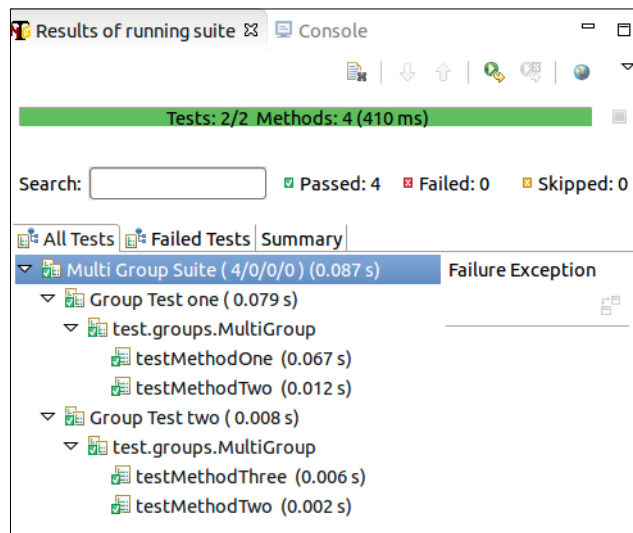 Results of running suite Console
Tests: 2/2 Methods: 4 (410 ms)
Search: Passed: 4 Failed: 0 Skipped: 0
All Tests Failed Tests Summary
Multi Group Suite ( 4/0/0/0 ) (0.087 s) Failure Exception
Group Test one ( 0.079 s)
test.groups.MultiGroup
testMethodOne (0.067 s)
testMethodTwo (0.012 s)
Group Test two ( 0.008 s)
test.groups.MultiGroup
testMethodThree (0.006 s)
testMethodTwo (0.002 s)